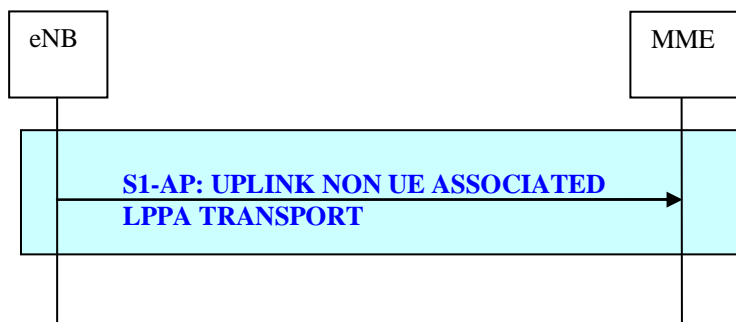 eNB
MME
S1-AP: UPLINK NON UE ASSOCIATED
LPPA TRANSPORT